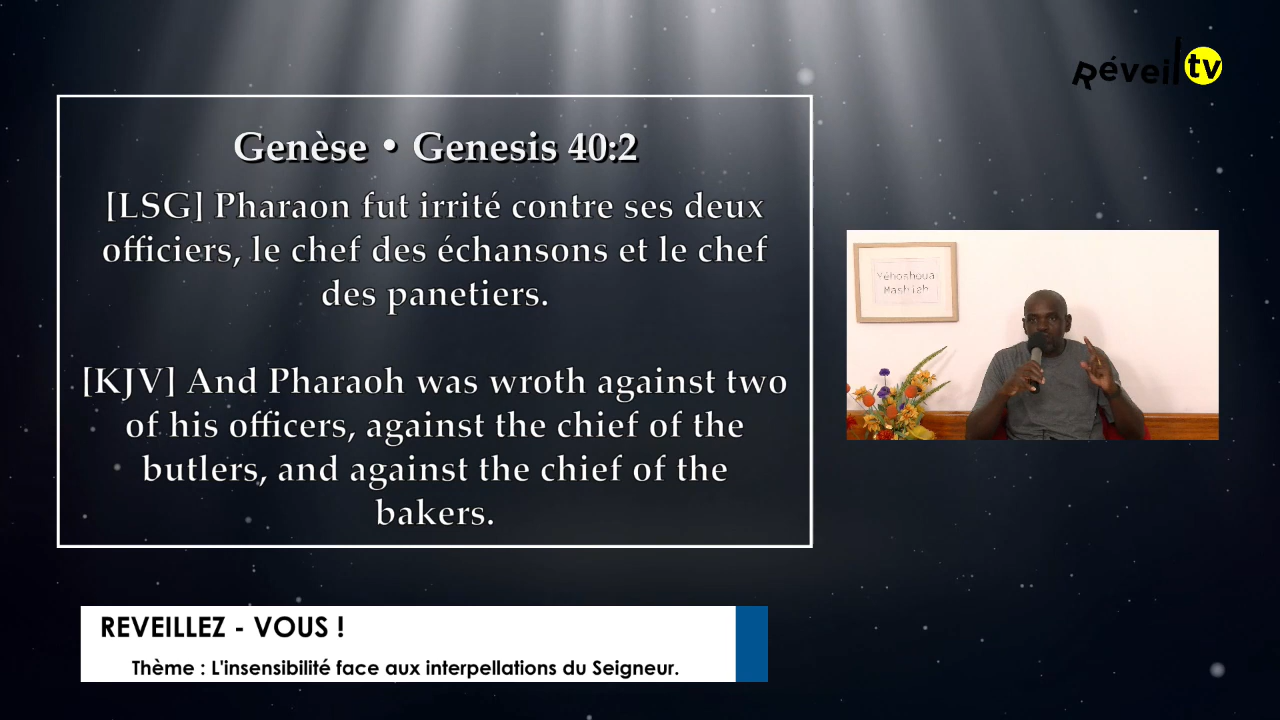 Réveil tv
Genèse • Genesis 40:2
[LSG] Pharaon fut irrité contre ses deux
officiers, le chef des échansons et le chef
des panetiers.
[KJV] And Pharaoh was wroth against two
of his officers, against the chief of the
butlers, and against the chief of the
bakers.
Yéhoshoua
Mashiah
REVEILLEZ - VOUS !
Thème : L'insensibilité face aux interpellations du Seigneur.